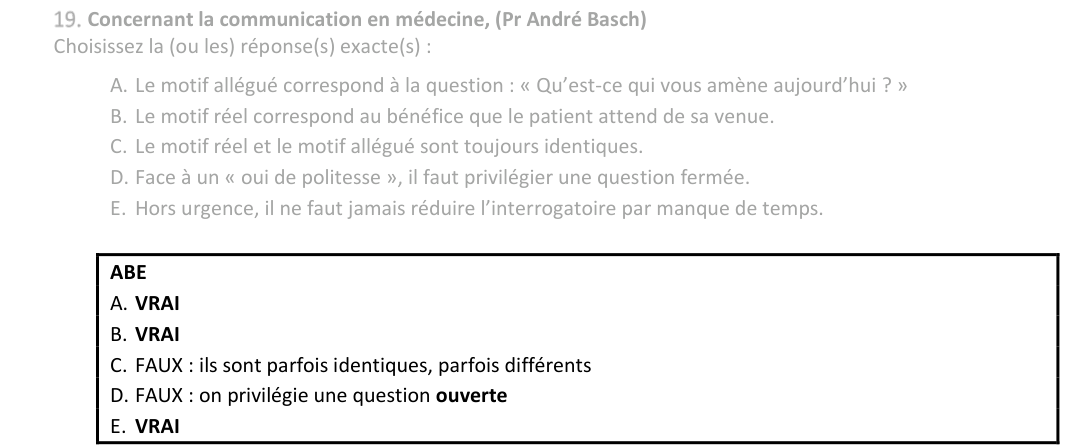 19. Concernant la communication en médecine, (Pr André Basch)
Choisissez la (ou les) réponse(s) exacte(s) :
A. Le motif allégué correspond à la question : « Qu’est-ce qui vous amène aujourd’hui ? »
B. Le motif réel correspond au bénéfice que le patient attend de sa venue.
C. Le motif réel et le motif allégué sont toujours identiques.
D. Face à un « oui de politesse », il faut privilégier une question fermée.
E. Hors urgence, il ne faut jamais réduire l’interrogatoire par manque de temps.
ABE
A. VRAI
B. VRAI
C. FAUX : ils sont parfois identiques, parfois différents
D. FAUX : on privilégie une question ouverte
E. VRAI